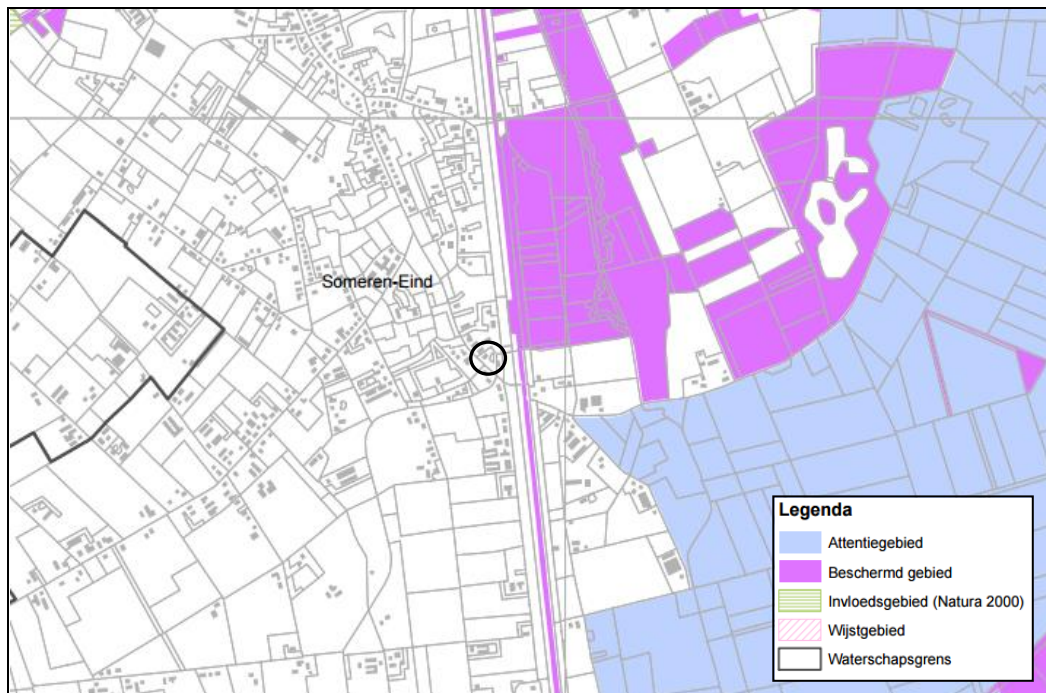 Someren-Eind
Legenda
Attentiegebied
Beschermd gebied
Invloedsgebied (Natura 2000)
Wijstgebied
Waterschapsgrens